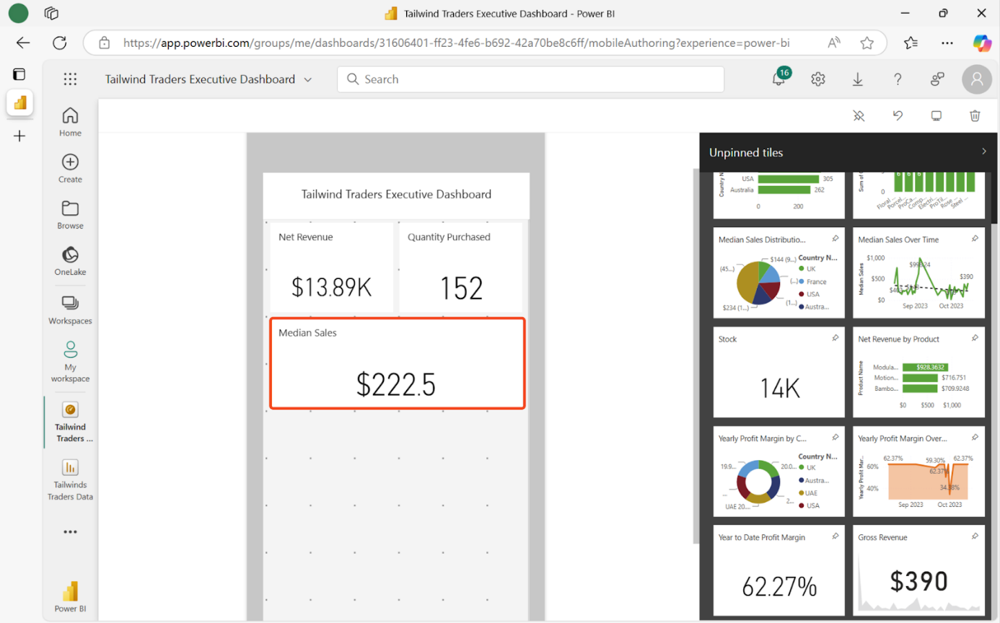 Tailwind Traders Executive Dashboard - Power BI
https://app.powerbi.com/groups/me/dashboards/31606401-ff23-4fe6-b692-42a70be8c6ff/mobileAuthoring?experience=power-bi
Tailwind Traders Executive Dashboard
Search
16
Home
Create
Browse
OneLake
Workspaces
My
workspace
Tailwind
Traders ...
Tailwinds
Traders Data
Power BI
Tailwind Traders Executive Dashboard
Net Revenue
$13.89K
Quantity Purchased
152
Median Sales
$222.5
Unpinned tiles
Country N
USA
305
Australia
262
0
200
Sum of
0
6 6 6
Floral ...
Porcel...
ProCa...
Comp...
Electri...
ProTil...
Rose ...
Steel ...
Median Sales Distributio...
$144 (9...)
(45...)
(...)
(1...)
$234 (1...)
Country N...
UK
France
USA
Austra...
Median Sales Over Time
Median Sales
$1,000
$500
$0
$390
Sep 2023
Oct 2023
Stock
14K
Net Revenue by Product
Product Name
Modula...
$928.3632
Motion...
$716.751
Bambo...
$709.9248
$0
$500
$1,000
Yearly Profit Margin by C...
19.9...
20.0...
...
2...
UAE 20....
Country N...
UK
Austra...
UAE
USA
Yearly Profit Margin Over...
Yearly Profit Mar...
60%
40%
62.37%
59.30%
62.37%
62.37%
Sep 2023
Oct 2023
Year to Date Profit Margin
62.27%
Gross Revenue
$390